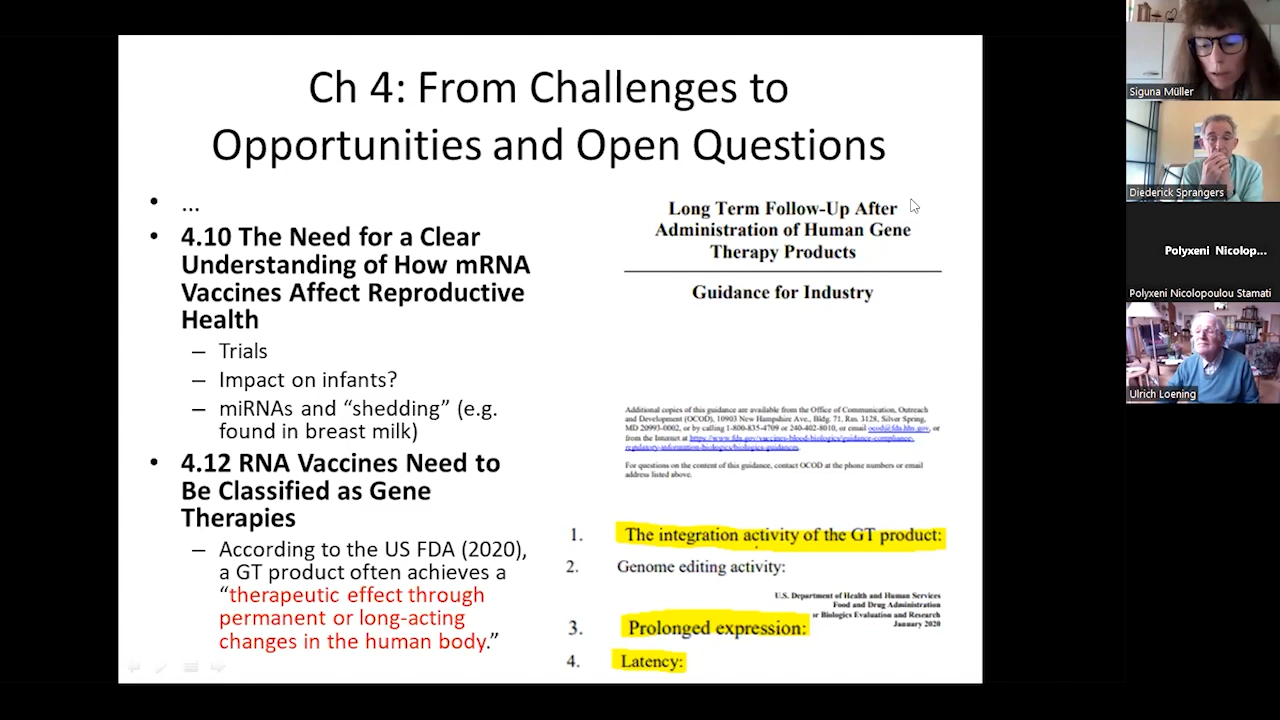 Ch 4: From Challenges to
Opportunities and Open Questions
• ...
• 4.10 The Need for a Clear
Understanding of How mRNA
Vaccines Affect Reproductive
Health
– Trials
– Impact on infants?
– miRNAs and “shedding” (e.g.
found in breast milk)
• 4.12 RNA Vaccines Need to
Be Classified as Gene
Therapies
– According to the US FDA (2020),
a GT product often achieves a
“therapeutic effect through
permanent or long-acting
changes in the human body.”
Long Term Follow-Up After
Administration of Human Gene
Therapy Products
Guidance for Industry
Additional copies of this guidance are available from the Office of Communication, Outreach
and Development (OCOD), 10903 New Hampshire Ave., Bldg. 71, Rm. 3128, Silver Spring,
MD 20993-0002, or by calling 1-800-835-4709 or 240-402-8010, or email ocod@fda.hhs.gov, or
from the Internet at https://www.fda.gov/vaccines-blood-biologics/guidance-compliance-
regulatory-information-biologics/biologics-guidances.
For questions on the content of this guidance, contact OCOD at the phone numbers or email
address listed above.
1. The integration activity of the GT product:
2. Genome editing activity:
U.S. Department of Health and Human Services
Food and Drug Administration
r Biologics Evaluation and Research
January 2020
3. Prolonged expression:
4. Latency:
Siguna Müller
Diederick Sprangers
Polyxeni Nicolop...
Polyxeni Nicolopoulou Stamati
Ulrich Loening